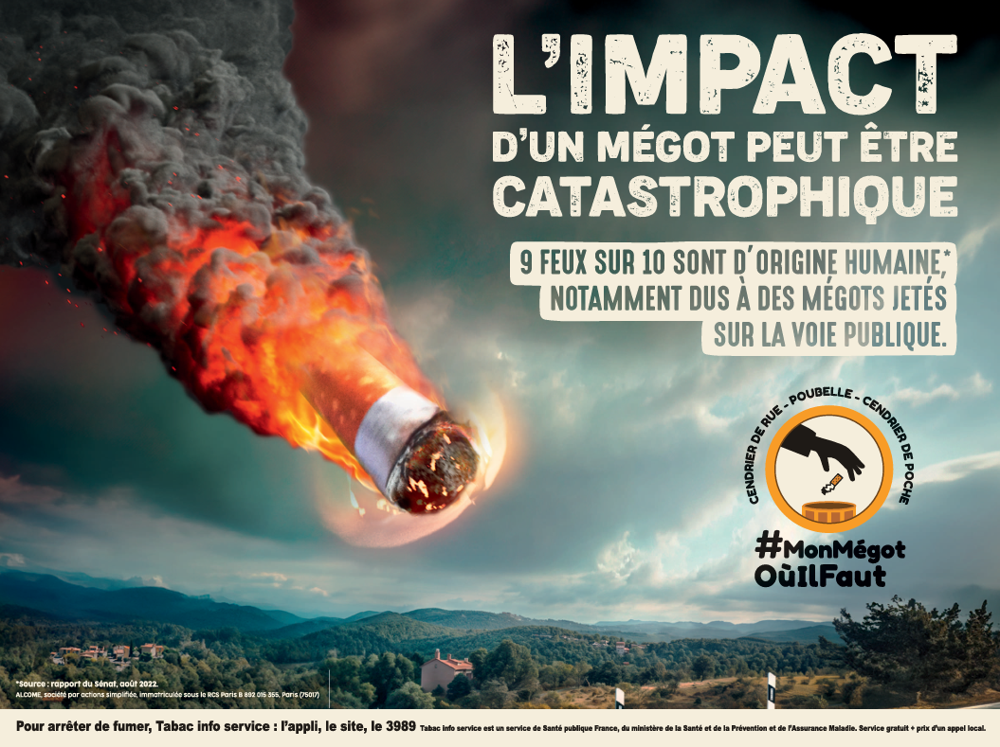 L'IMPACT
D'UN MÉGOT PEUT ÊTRE
CATASTROPHIQUE
9 FEUX SUR 10 SONT D'ORIGINE HUMAINE,*
NOTAMMENT DUS À DES MÉGOTS JETÉS
SUR LA VOIE PUBLIQUE.
CENDRIER DE RUE - POUBELLE - CENDRIER DE POCHE
#MonMégot
OùIlFaut
*Source : rapport du Sénat, août 2022.
ALCOME, société par actions simplifiée, immatriculée sous le RCS Paris B 892 015 355, Paris (75017)
Pour arrêter de fumer, Tabac info service : l'appli, le site, le 3989 Tabac info service est un service de Santé publique France, du ministère de la Santé et de la Prévention et de l'Assurance Maladie. Service gratuit + prix d'un appel local.